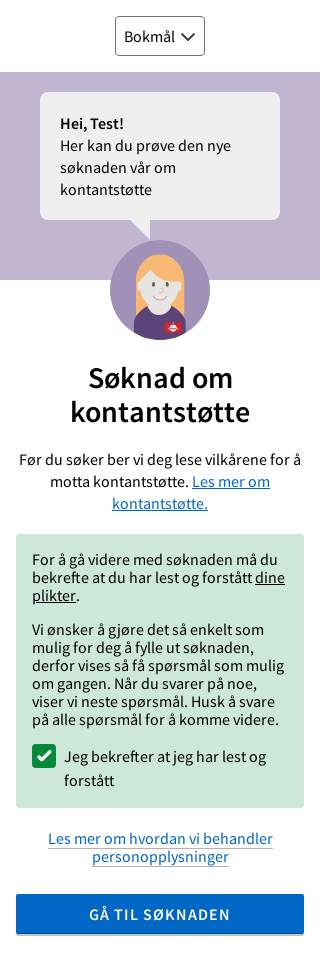 Bokmål
Hei, Test!
Her kan du prøve den nye
søknaden vår om
kontantstøtte
Søknad om
kontantstøtte
Før du søker ber vi deg lese vilkårene for å
motta kontantstøtte. Les mer om
kontantstøtte.
For å gå videre med søknaden må du
bekrefte at du har lest og forstått dine
plikter.
Vi ønsker å gjøre det så enkelt som
mulig for deg å fylle ut søknaden,
derfor vises så få spørsmål som mulig
om gangen. Når du svarer på noe,
viser vi neste spørsmål. Husk å svare
på alle spørsmål for å komme videre.
Jeg bekrefter at jeg har lest og
forstått
Les mer om hvordan vi behandler
personopplysninger
GÅ TIL SØKNADEN